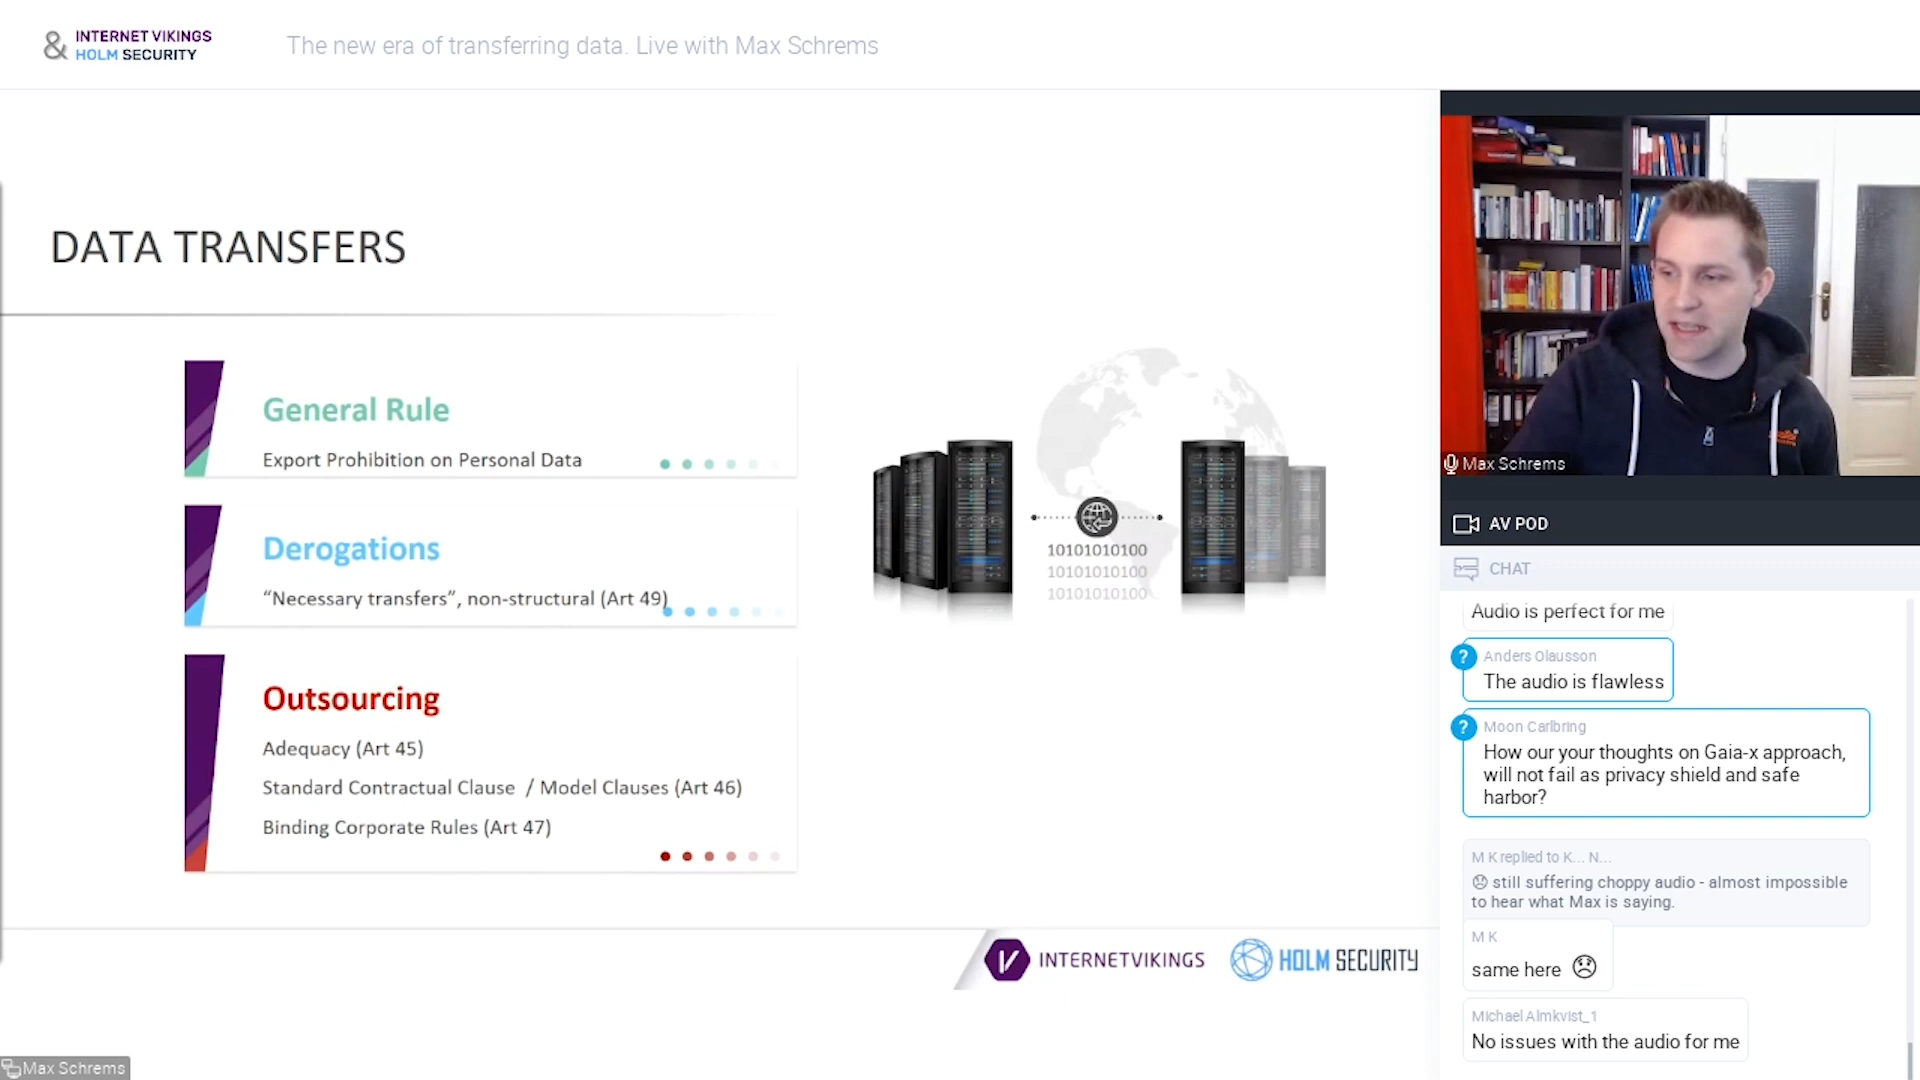 & INTERNET VIKINGS
HOLM SECURITY
The new era of transferring data. Live with Max Schrems
DATA TRANSFERS
General Rule
Export Prohibition on Personal Data
Derogations
“Necessary transfers”, non-structural (Art 49)
Outsourcing
Adequacy (Art 45)
Standard Contractual Clause / Model Clauses (Art 46)
Binding Corporate Rules (Art 47)
10101010100
10101010100
10101010100
INTERNETVIKINGS
HOLM SECURITY
Max Schrems
Max Schrems
AV POD
CHAT
Audio is perfect for me
? Anders Olausson
The audio is flawless
? Moon Carlbring
How our your thoughts on Gaia-x approach,
will not fail as privacy shield and safe
harbor?
M K replied to K... N...
☹ still suffering choppy audio - almost impossible
to hear what Max is saying.
M K
same here ☹
Michael Almkvist_1
No issues with the audio for me